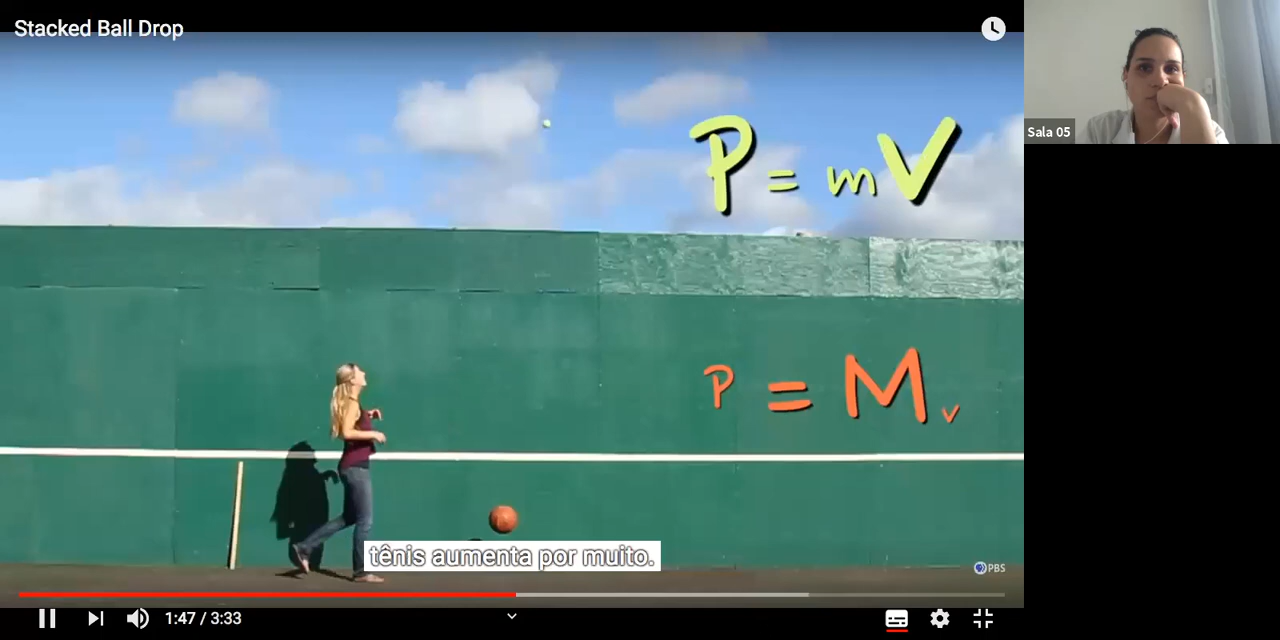 Stacked Ball Drop
P = mV
Sala 05
P = Mv
tênis aumenta por muito.
PBS
1:47 / 3:33